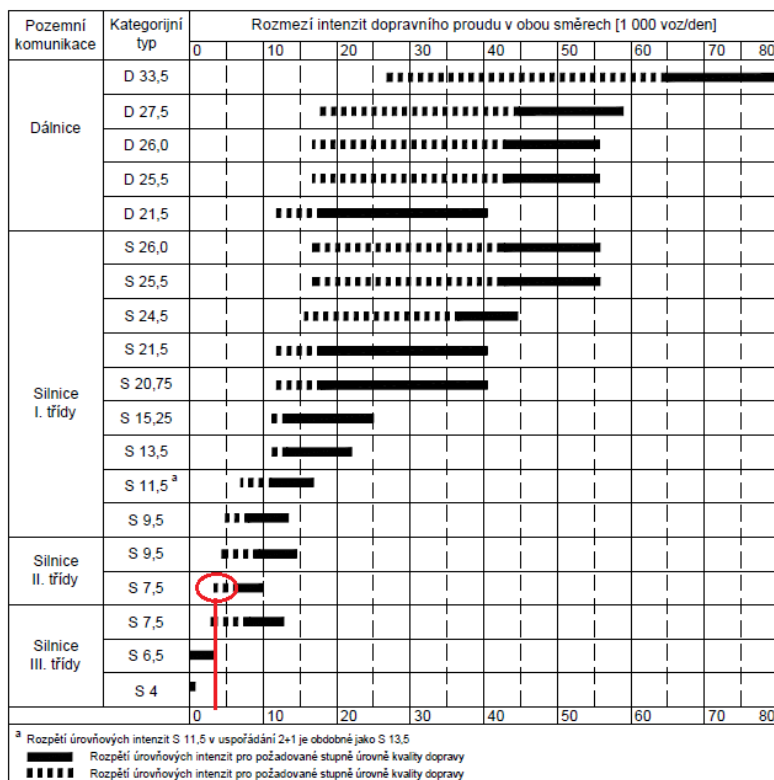 Pozemní komunikace Kategorijní typ Rozmezí intenzit dopravního proudu v obou směrech [1 000 voz/den]
0 10 20 30 40 50 60 70 80
Dálnice
D 33,5
D 27,5
D 26,0
D 25,5
D 21,5
Silnice I. třídy
S 26,0
S 25,5
S 24,5
S 21,5
S 20,75
S 15,25
S 13,5
S 11,5 a
S 9,5
Silnice II. třídy
S 9,5
S 7,5
Silnice III. třídy
S 7,5
S 6,5
S 4
0 10 20 30 40 50 60 70 80
a Rozpětí úrovňových intenzit S 11,5 v uspořádání 2+1 je obdobné jako S 13,5
Rozpětí úrovňových intenzit pro požadované stupně úrovně kvality dopravy
Rozpětí úrovňových intenzit pro požadované stupně úrovně kvality dopravy